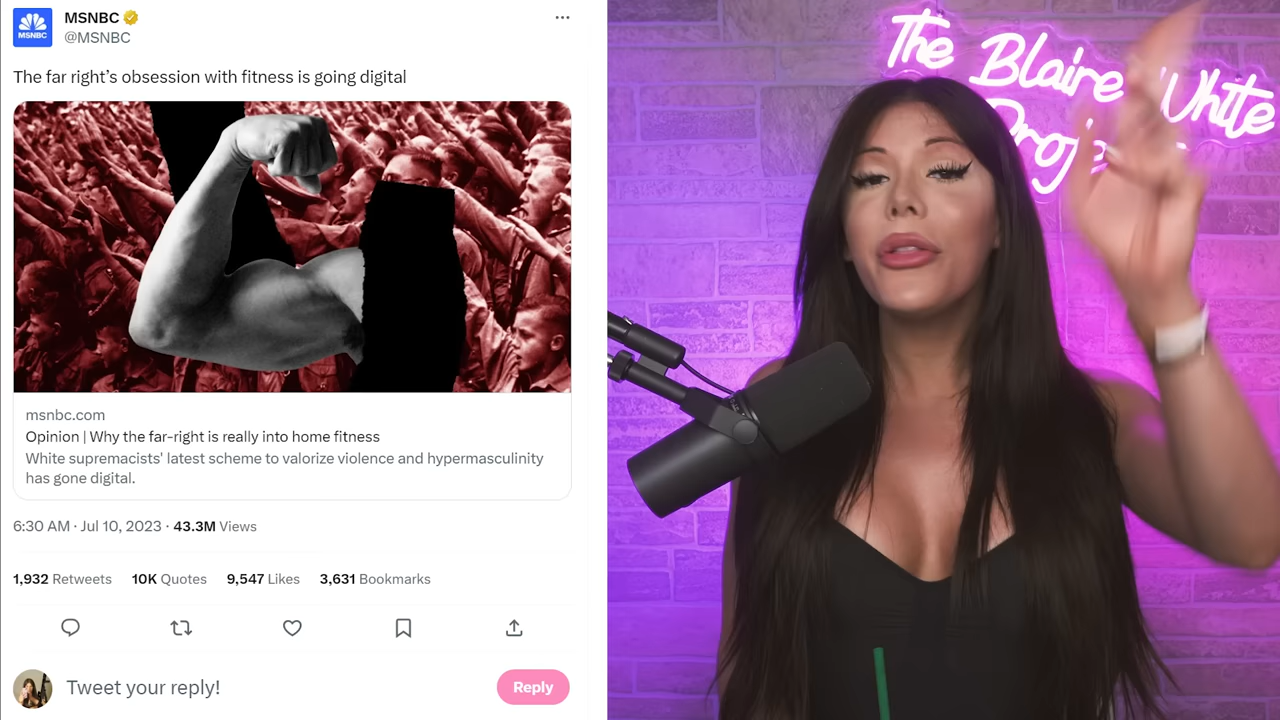 MSNBC
MSNBC
@MSNBC
The far right's obsession with fitness is going digital
msnbc.com
Opinion | Why the far-right is really into home fitness
White supremacists' latest scheme to valorize violence and hypermasculinity
has gone digital.
6:30 AM · Jul 10, 2023 · 43.3M Views
1,932 Retweets 10K Quotes 9,547 Likes 3,631 Bookmarks
Tweet your reply!
Reply
The Blaire White